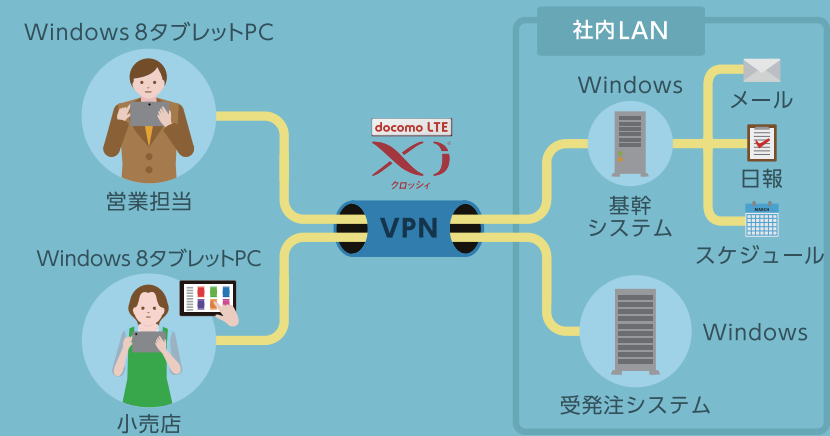 Windows 8タブレットPC
営業担当
Windows 8タブレットPC
小売店
docomo LTE
Xi
クロッシィ
VPN
社内LAN
Windows
基幹
システム
メール
日報
MARCH
スケジュール
Windows
受発注システム